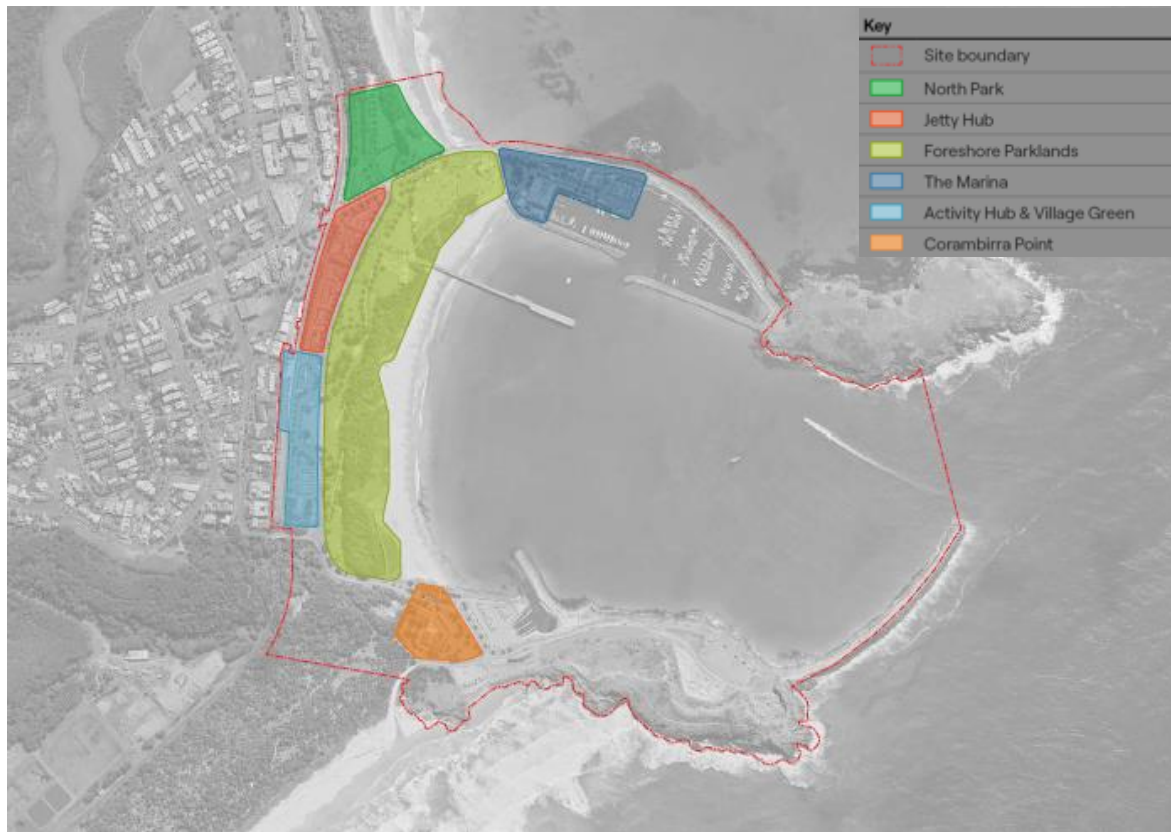 Key
Site boundary
North Park
Jetty Hub
Foreshore Parklands
The Marina
Activity Hub & Village Green
Corambirra Point